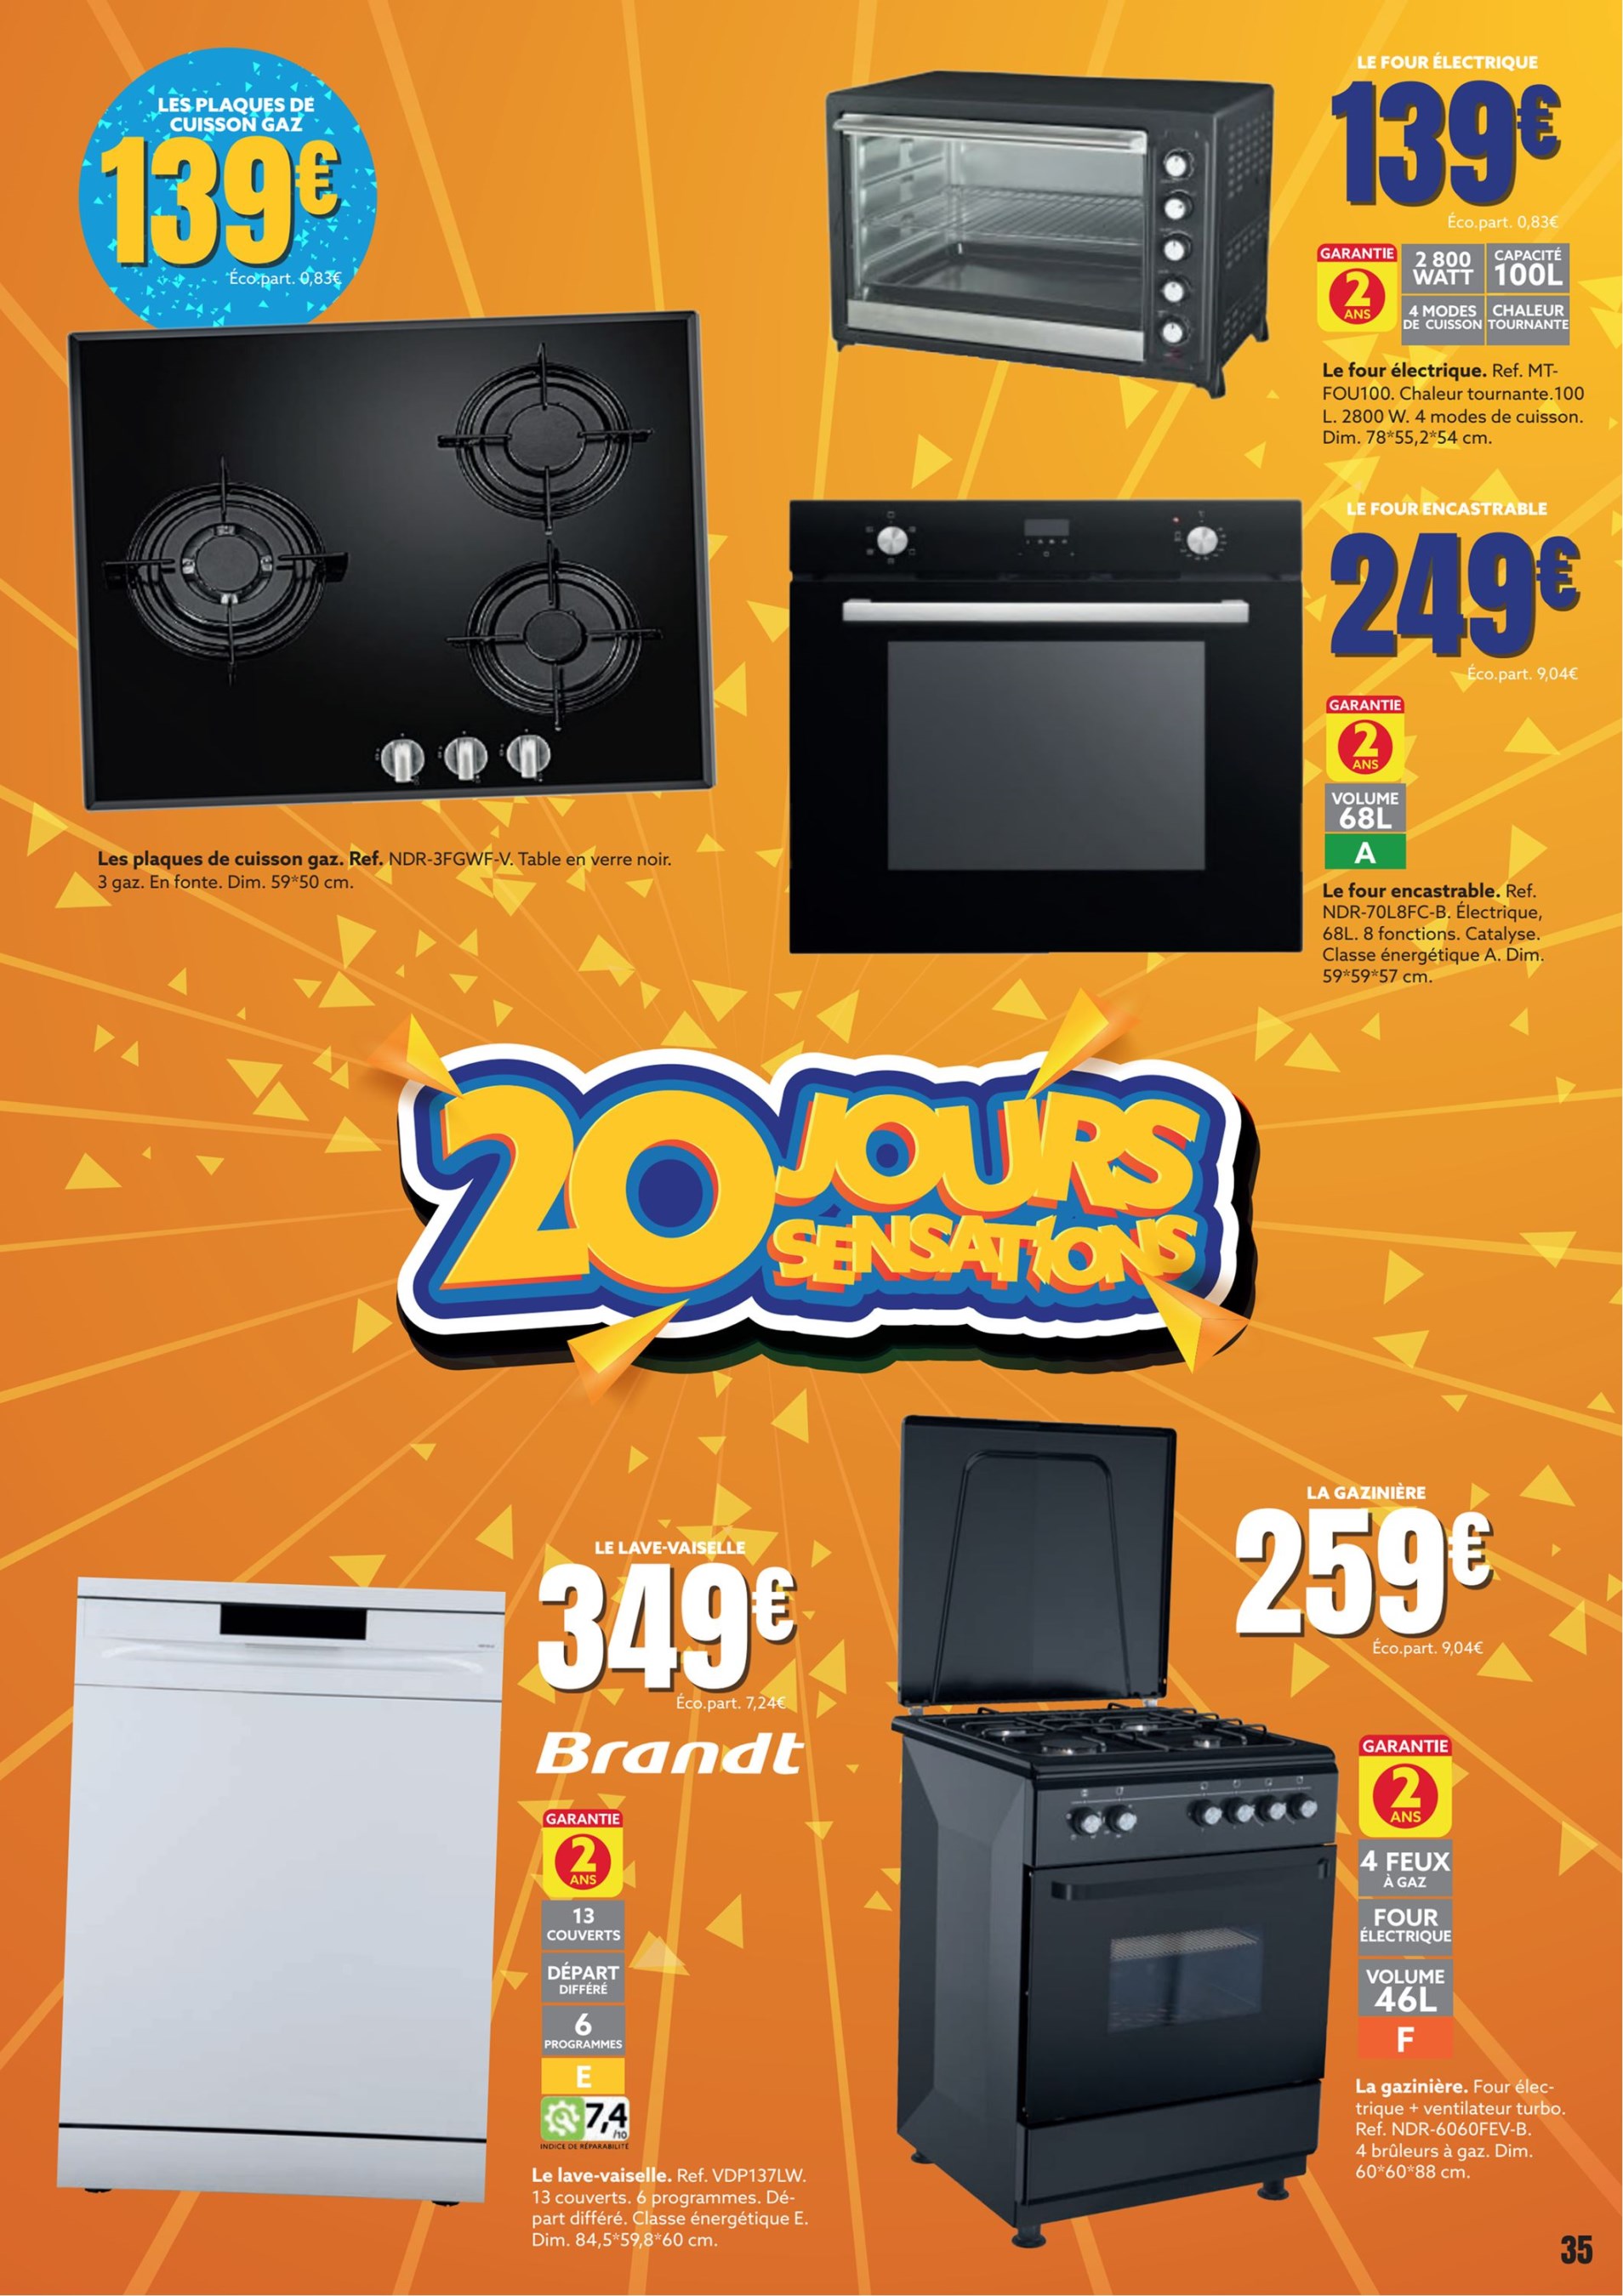 LES PLAQUES DE
CUISSON GAZ
139€
Éco.part. 0,83€
Les plaques de cuisson gaz. Ref. NDR-3FGWF-V. Table en verre noir.
3 gaz. En fonte. Dim. 59*50 cm.
LE FOUR ÉLECTRIQUE
139€
Éco.part. 0,83€
GARANTIE
2
ANS
2 800
WATT
CAPACITÉ
100L
4 MODES
DE CUISSON
CHALEUR
TOURNANTE
Le four électrique. Ref. MT-
FOU100. Chaleur tournante.100
L. 2800 W. 4 modes de cuisson.
Dim. 78*55,2*54 cm.
LE FOUR ENCASTRABLE
249€
Éco.part. 9,04€
GARANTIE
2
ANS
VOLUME
68L
A
Le four encastrable. Ref.
NDR-70L8FC-B. Électrique,
68L. 8 fonctions. Catalyse.
Classe énergétique A. Dim.
59*59*57 cm.
20 JOURS
SENSATIONS
LE LAVE-VAISELLE
349€
Éco.part. 7,24€
Brandt
GARANTIE
2
ANS
13
COUVERTS
DÉPART
DIFFÉRÉ
6
PROGRAMMES
E
7,4
/10
INDICE DE RÉPARABILITÉ
Le lave-vaiselle. Ref. VDP137LW.
13 couverts. 6 programmes. Dé-
part différé. Classe énergétique E.
Dim. 84,5*59,8*60 cm.
LA GAZINIÈRE
259€
Éco.part. 9,04€
GARANTIE
2
ANS
4 FEUX
À GAZ
FOUR
ÉLECTRIQUE
VOLUME
46L
F
La gazinière. Four élec-
trique + ventilateur turbo.
Ref. NDR-6060FEV-B.
4 brûleurs à gaz. Dim.
60*60*88 cm.
35